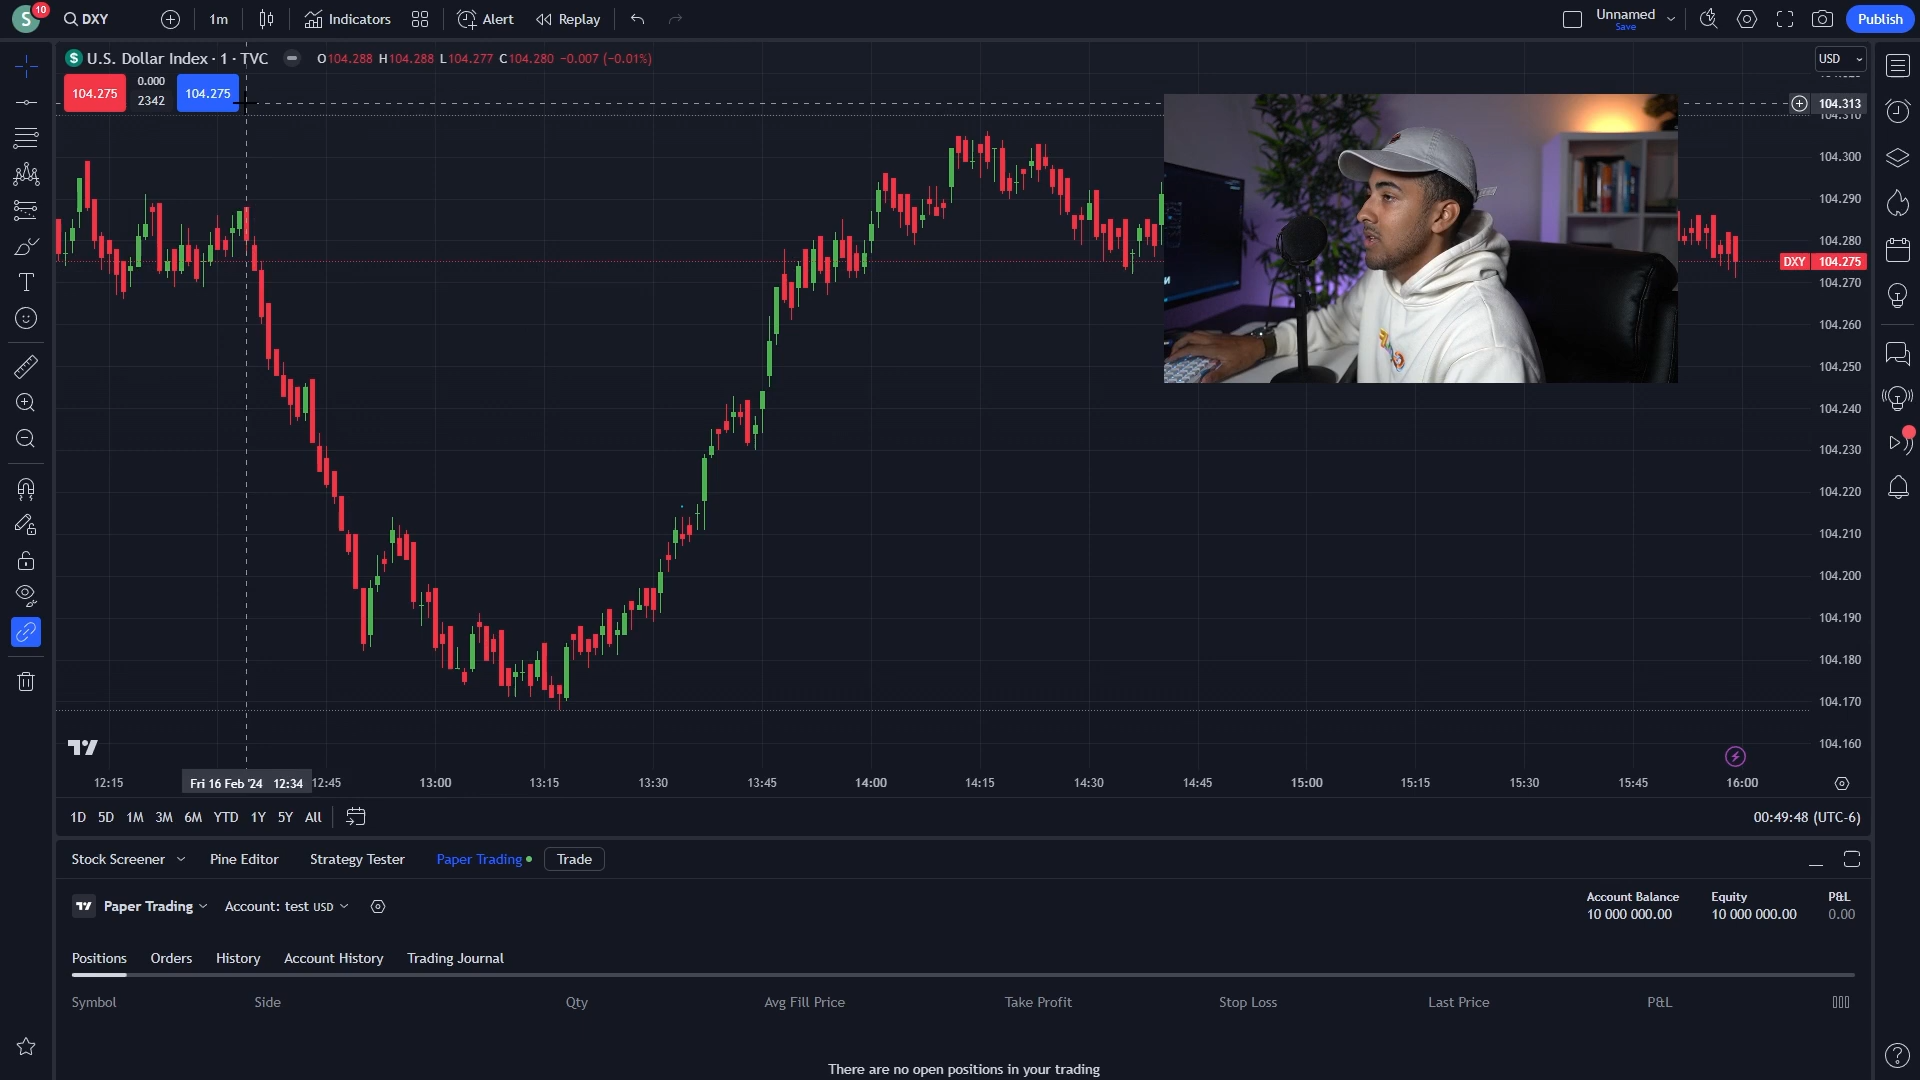 S
10
DXY
1m
Indicators
Alert
Replay
Unnamed
Save
Publish
S
U.S. Dollar Index · 1 · TVC
O104.288 H104.288 L104.277 C104.280 -0.007 (-0.01%)
USD
104.275
0.000
2342
104.275
104.313
104.310
104.300
104.290
104.280
DXY
104.275
104.270
104.260
104.250
104.240
104.230
104.220
104.210
104.200
104.190
104.180
104.170
104.160
12:15
Fri 16 Feb '24 12:34
12:45
13:00
13:15
13:30
13:45
14:00
14:15
14:30
14:45
15:00
15:15
15:30
15:45
16:00
1D 5D 1M 3M 6M YTD 1Y 5Y All
00:49:48 (UTC-6)
Stock Screener
Pine Editor
Strategy Tester
Paper Trading
Trade
Paper Trading
Account: test USD
Account Balance
10 000 000.00
Equity
10 000 000.00
P&L
0.00
Positions
Orders
History
Account History
Trading Journal
Symbol
Side
Qty
Avg Fill Price
Take Profit
Stop Loss
Last Price
P&L
There are no open positions in your trading